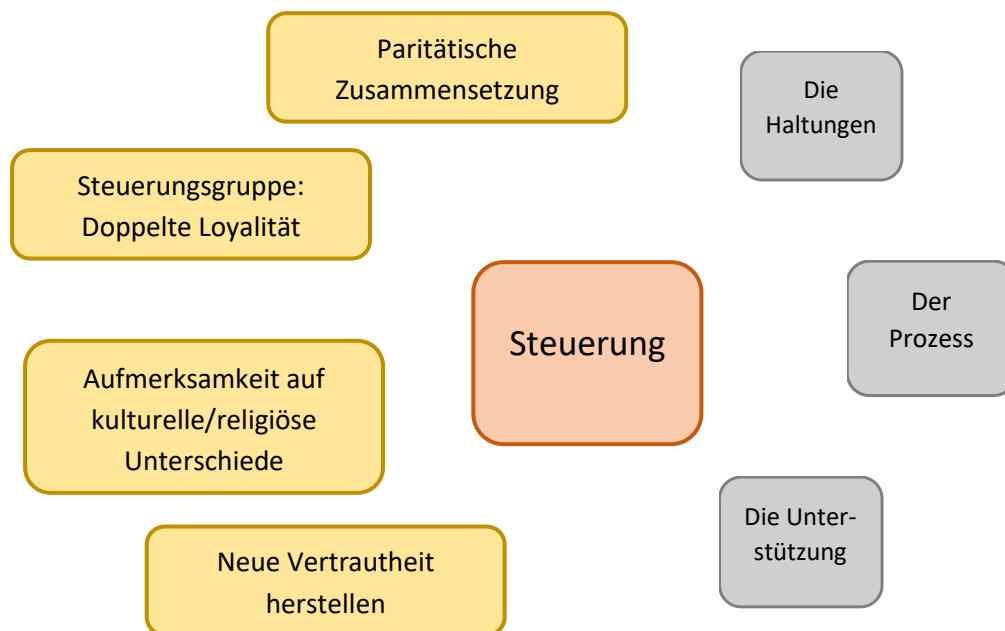 Paritätische
Zusammensetzung
Die
Haltungen
Steuerungsgruppe:
Doppelte Loyalität
Steuerung
Der
Prozess
Aufmerksamkeit auf
kulturelle/religiöse
Unterschiede
Die Unter-
stützung
Neue Vertrautheit
herstellen